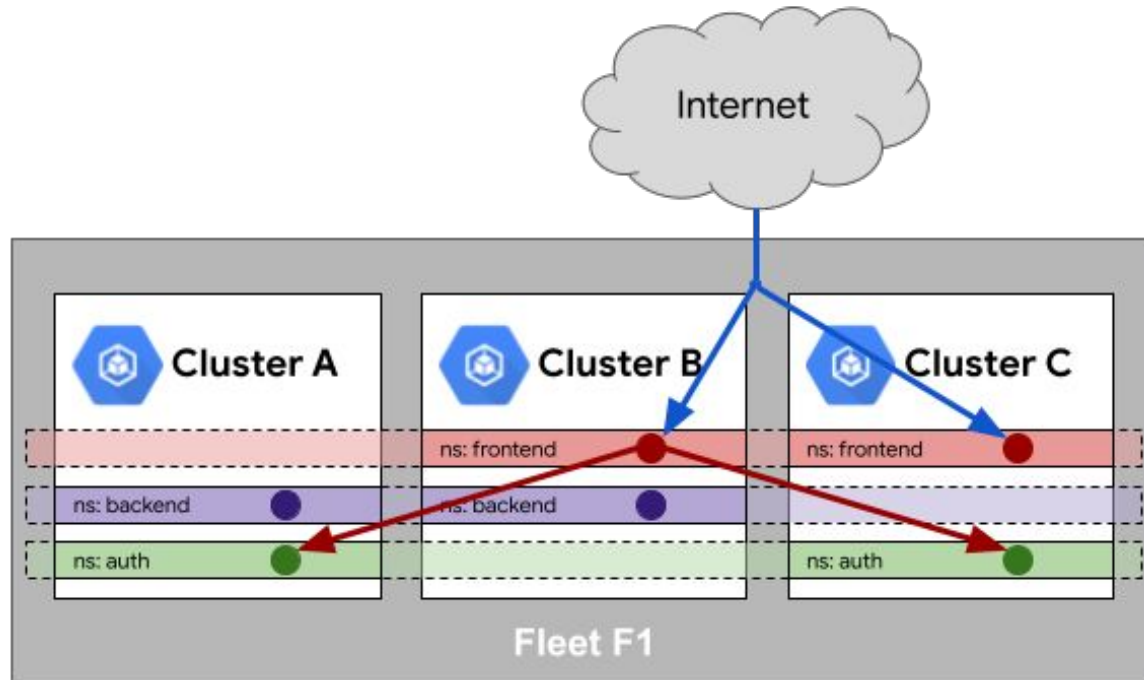 Internet
Cluster A
Cluster B
Cluster C
ns: frontend
ns: frontend
ns: backend
ns: backend
ns: auth
ns: auth
Fleet F1